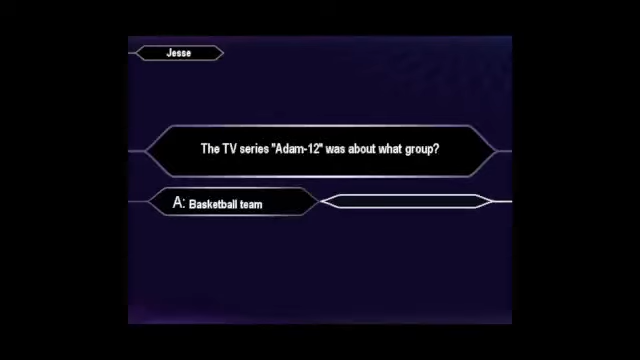 Jesse
The TV series "Adam-12" was about what group?
A: Basketball team